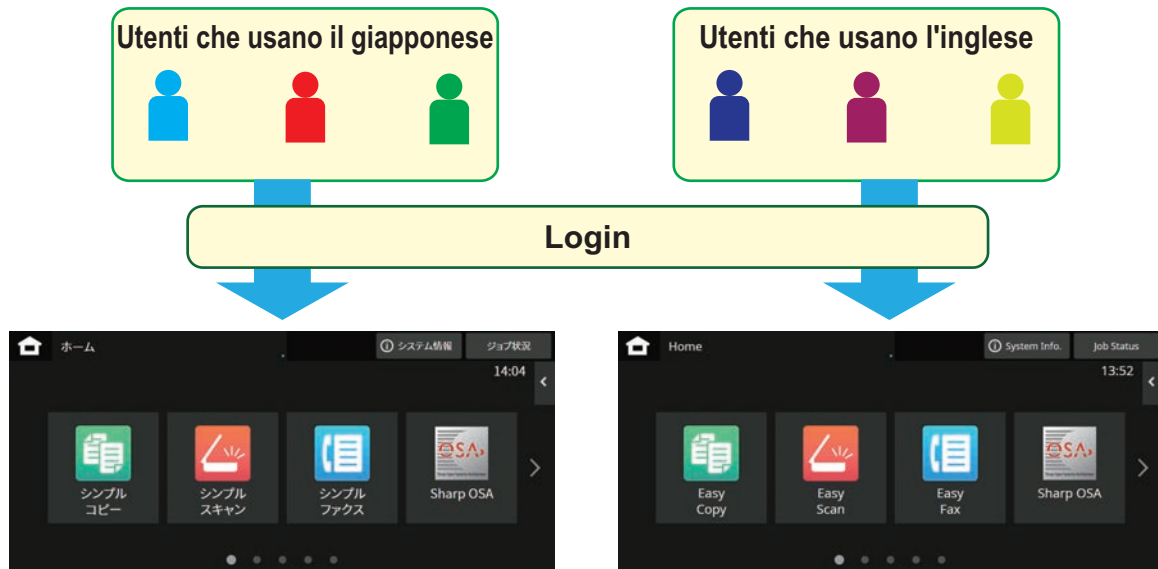 Utenti che usano il giapponese
Utenti che usano l'inglese
Login
ホーム
システム情報
ジョブ状況
14:04
シンプル
コピー
シンプル
スキャン
シンプル
ファクス
OSA
Sharp OSA
Home
System Info.
Job Status
13:52
Easy
Copy
Easy
Scan
Easy
Fax
OSA
Sharp OSA